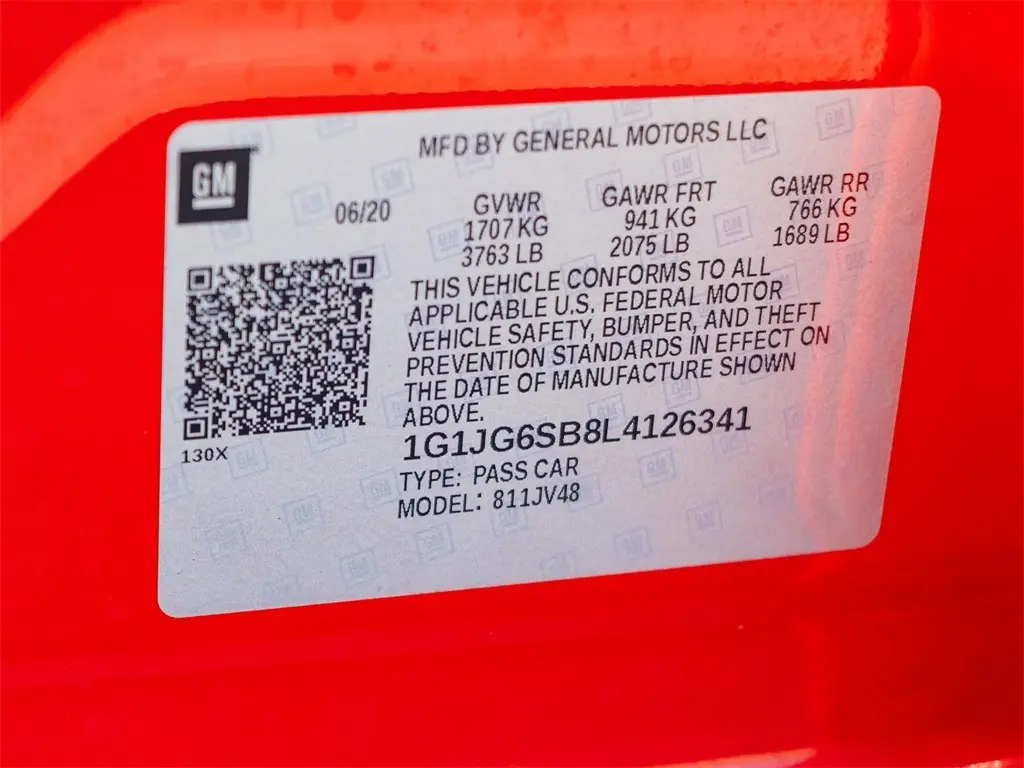 MFD BY GENERAL MOTORS LLC
GM
06/20
GVWR
1707 KG
3763 LB
GAWR FRT
941 KG
2075 LB
GAWR RR
766 KG
1689 LB
THIS VEHICLE CONFORMS TO ALL
APPLICABLE U.S. FEDERAL MOTOR
VEHICLE SAFETY, BUMPER, AND THEFT
PREVENTION STANDARDS IN EFFECT ON
THE DATE OF MANUFACTURE SHOWN
ABOVE.
130X
1G1JG6SB8L4126341
TYPE: PASS CAR
MODEL: 811JV48